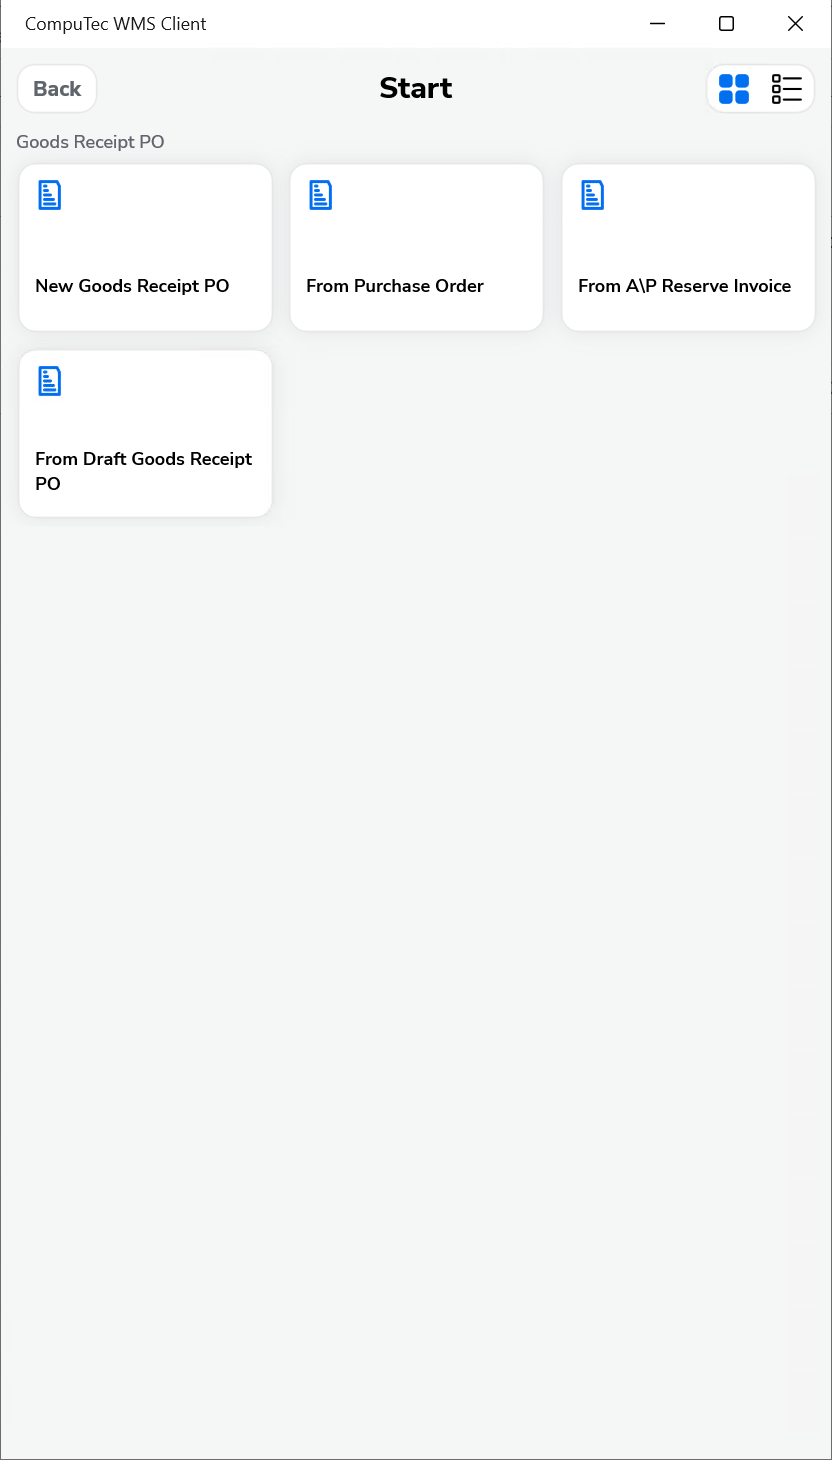 CompuTec WMS Client
Back
Start
Goods Receipt PO
New Goods Receipt PO
From Purchase Order
From A\P Reserve Invoice
From Draft Goods Receipt
PO